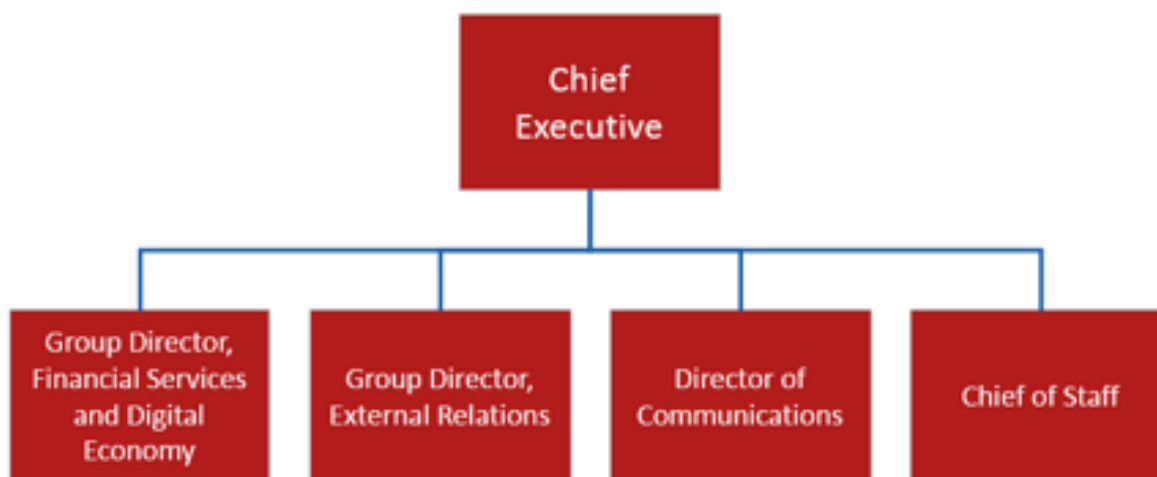 Chief
Executive
Group Director,
Financial Services
and Digital
Economy
Group Director,
External Relations
Director of
Communications
Chief of Staff